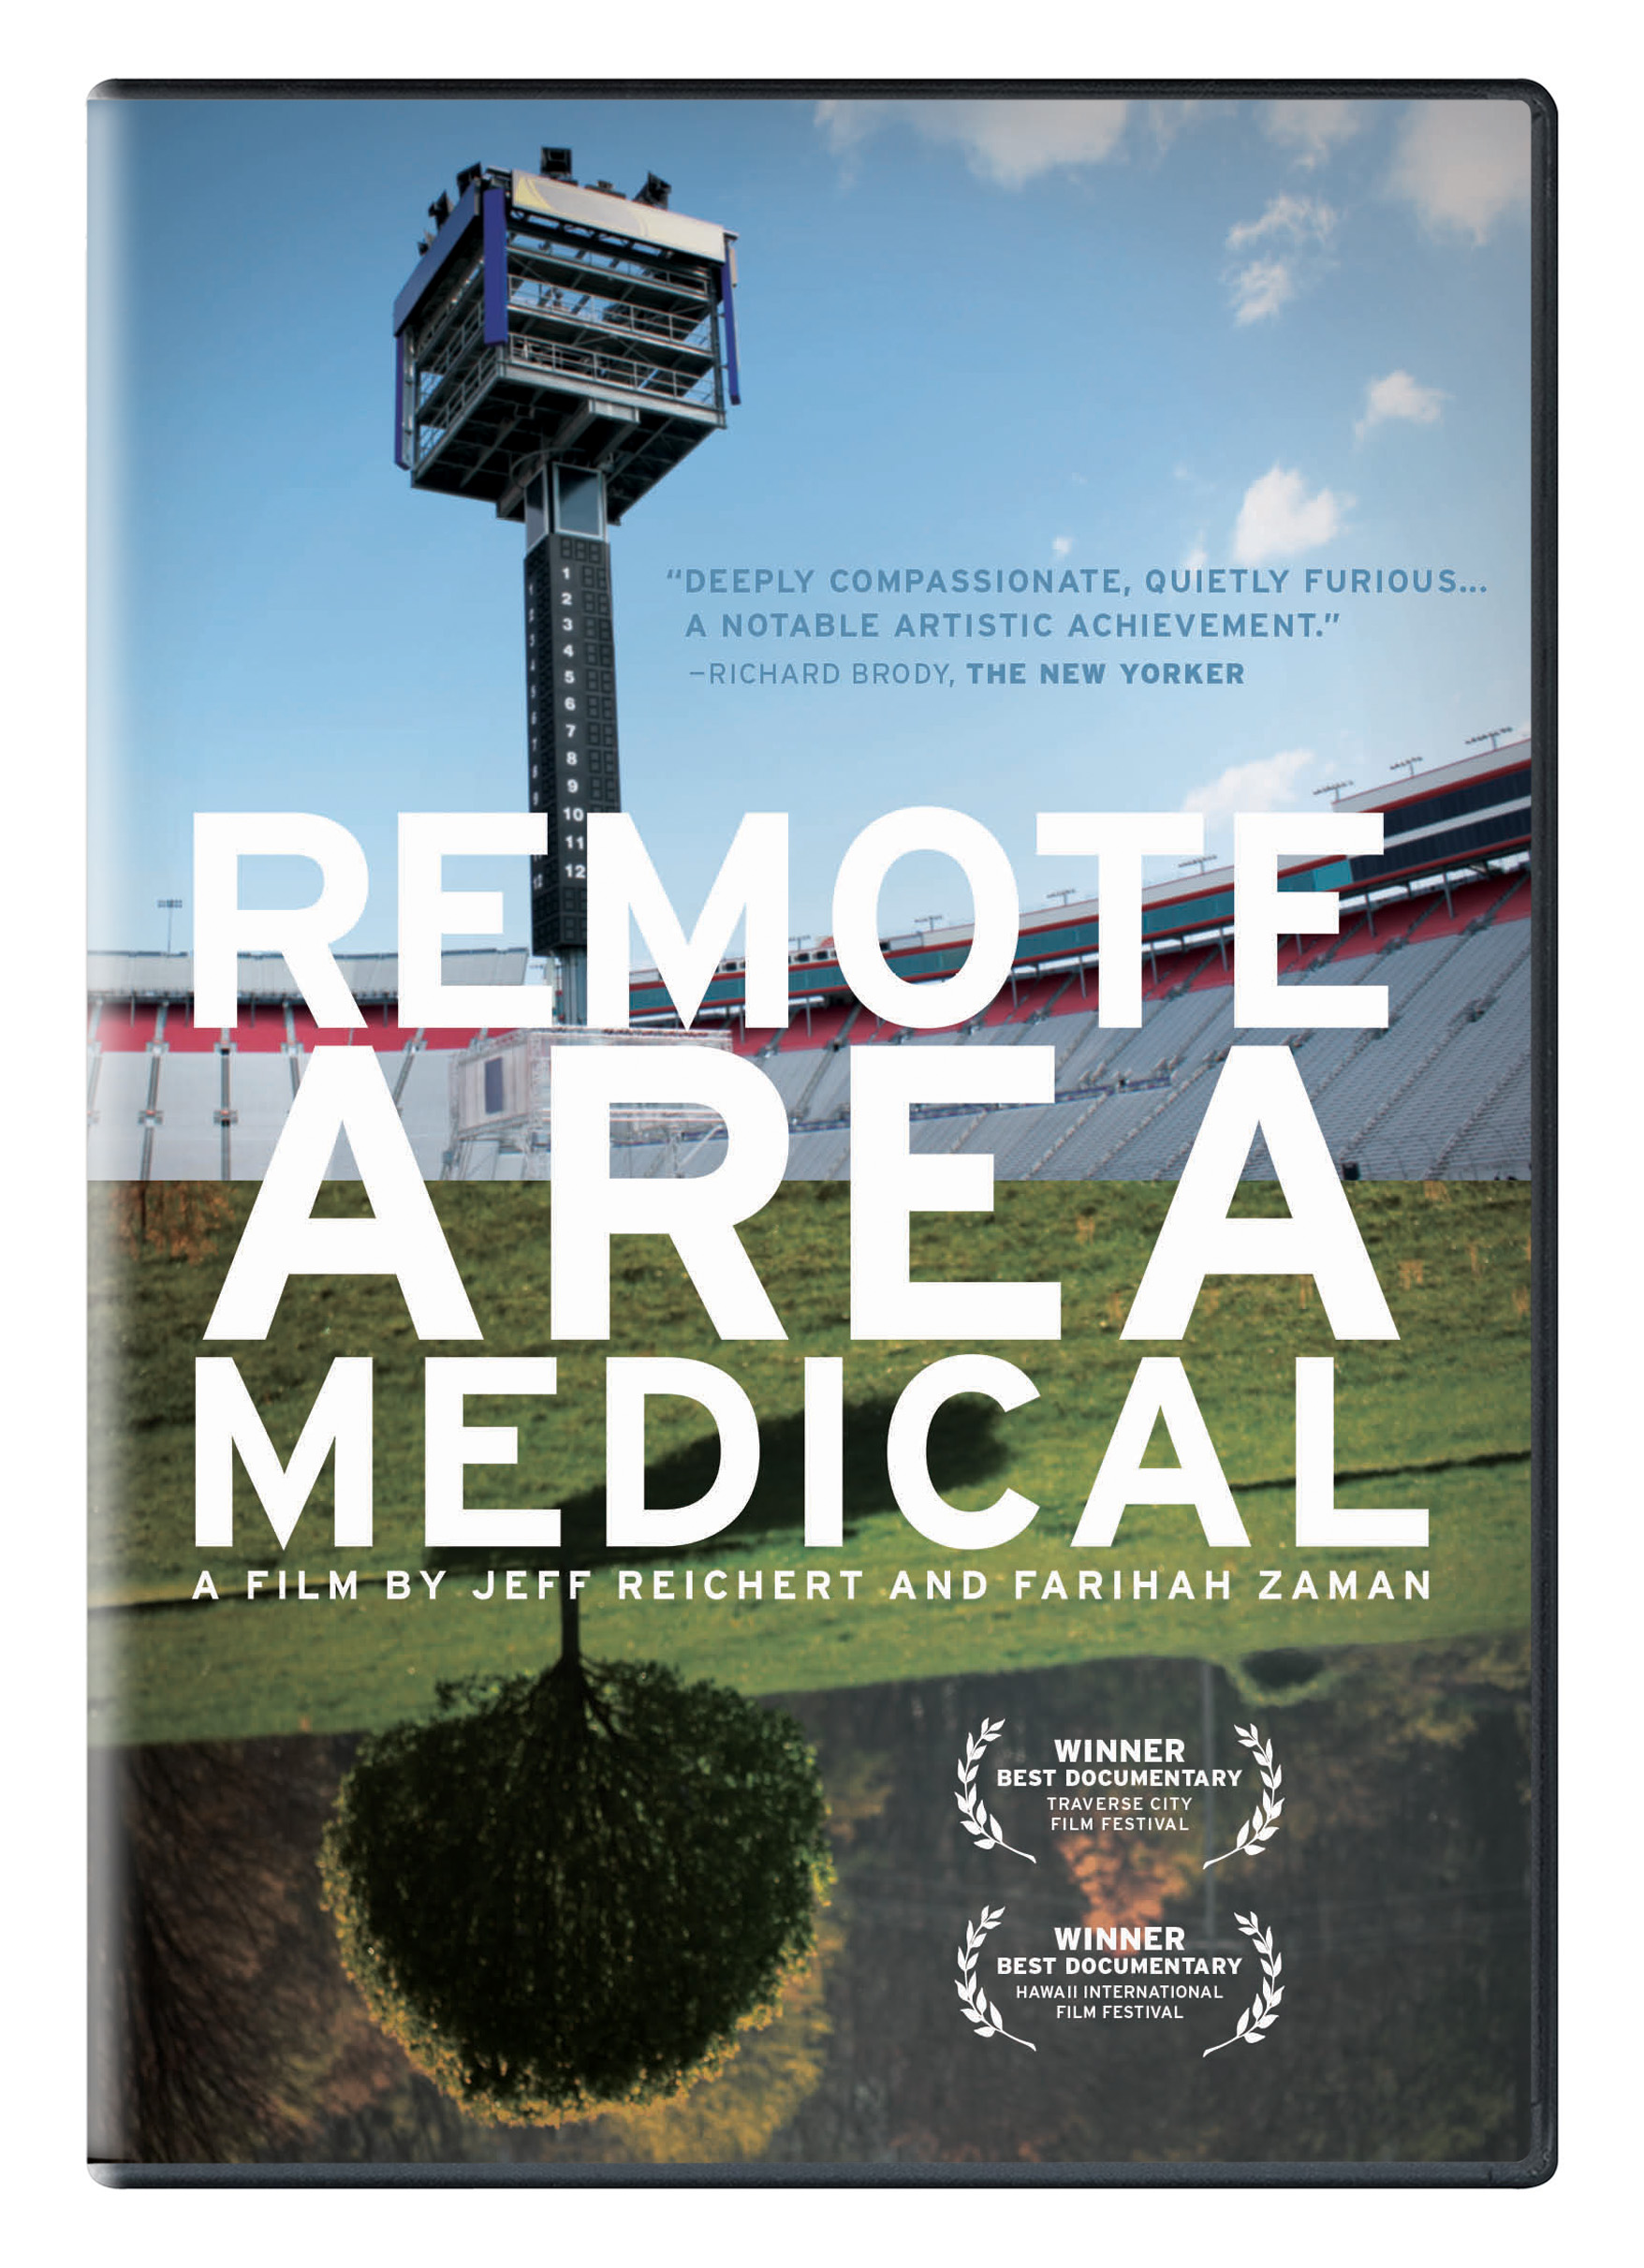 “DEEPLY COMPASSIONATE, QUIETLY FURIOUS...
A NOTABLE ARTISTIC ACHIEVEMENT.”
–RICHARD BRODY, THE NEW YORKER
1
2
3
4
5
6
7
8
9
10
11
12
REMOTE
AREA
MEDICAL
A FILM BY JEFF REICHERT AND FARIHAH ZAMAN
WINNER
BEST DOCUMENTARY
TRAVERSE CITY
FILM FESTIVAL
WINNER
BEST DOCUMENTARY
HAWAII INTERNATIONAL
FILM FESTIVAL